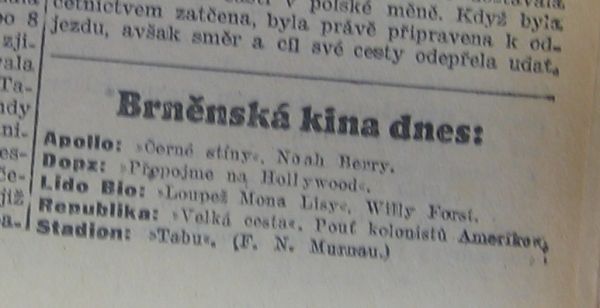 četnictvem zatčena, byla právě připravena k od-
jezdu, avšak směr a cíl své cesty odepřela udat.
Brněnská kina dnes:
Apollo: »Černé stíny«. Noah Berry.
Dopz: »Přepojme na Hollywood«.
Lido Bio: »Loupež Mona Lisy«, Willy Forst.
Republika: »Velká cesta«. Pouť kolonistů Amerikou.
Stadion: »Tabu«. (F. N. Murnau.)